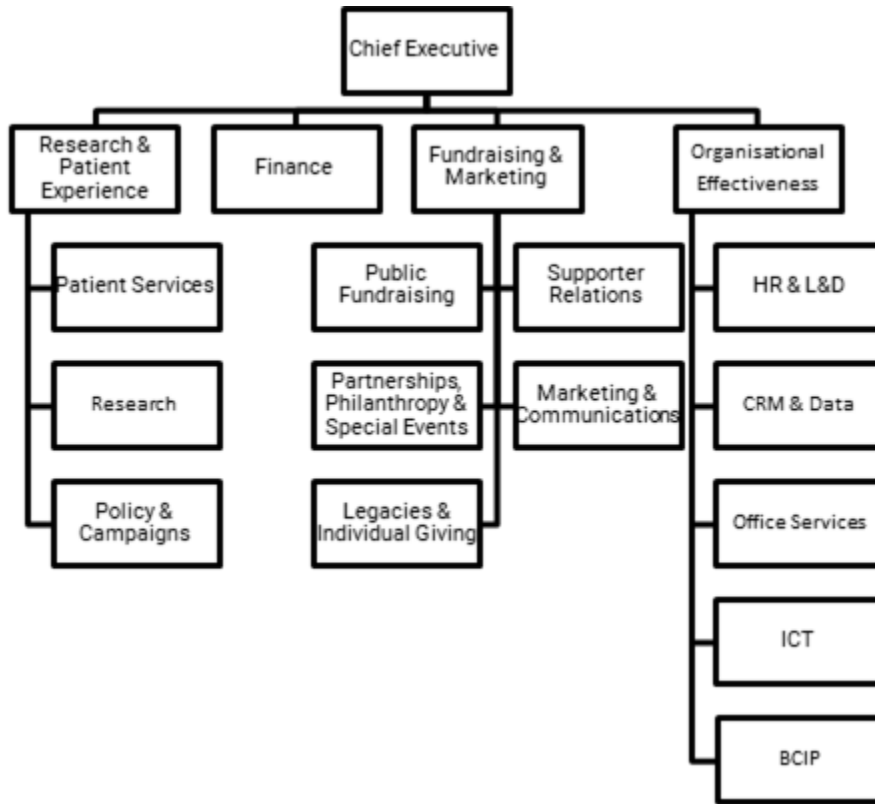 Chief Executive
Research &
Patient
Experience
Finance
Fundraising &
Marketing
Organisational
Effectiveness
Patient Services
Public
Fundraising
Supporter
Relations
HR & L&D
Research
Partnerships,
Philanthropy &
Special Events
Marketing &
Communications
CRM & Data
Policy &
Campaigns
Legacies &
Individual Giving
Office Services
ICT
BCIP